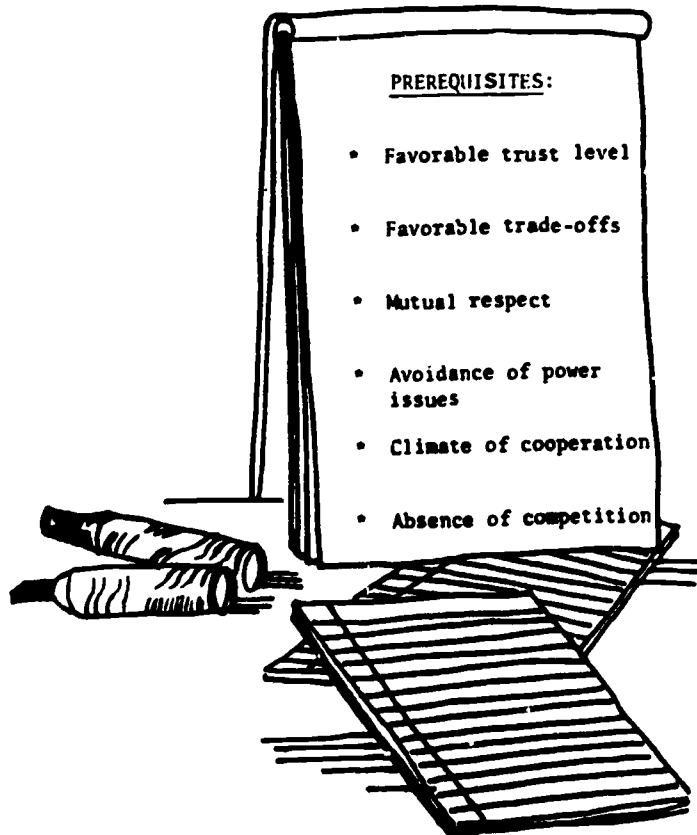 PREREQUISITES:
* Favorable trust level
* Favorable trade-offs
* Mutual respect
* Avoidance of power
issues
* Climate of cooperation
* Absence of competition